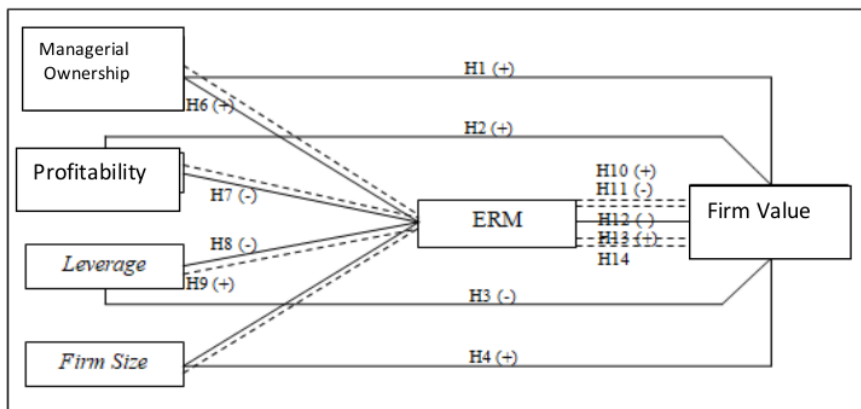 Managerial
Ownership
H1 (+)
H6 (+)
H2 (+)
Profitability
H7 (-)
H10 (+)
H11 (-)
ERM
H12 (-)
H13 (+)
H14
Firm Value
H8 (-)
Leverage
H9 (+)
H3 (-)
Firm Size
H4 (+)